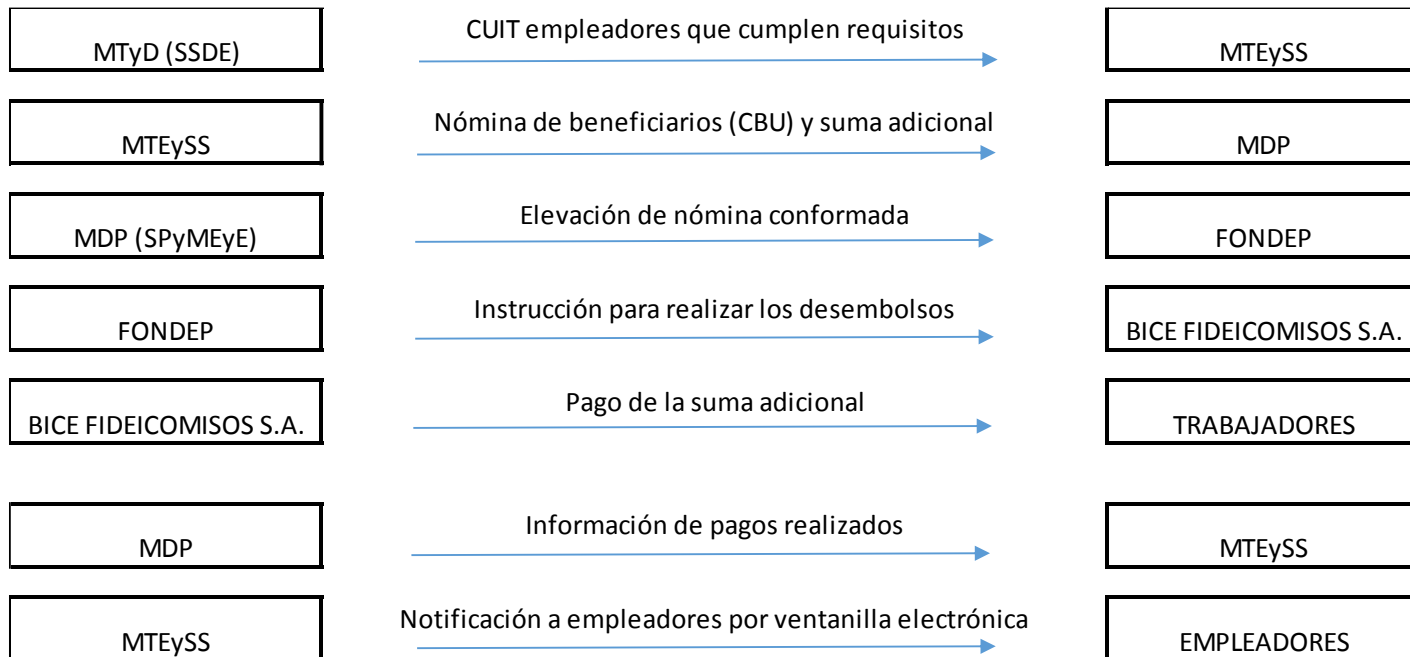 MTyD (SSDE)
CUIT empleadores que cumplen requisitos
MTEySS
MTEySS
Nómina de beneficiarios (CBU) y suma adicional
MDP
MDP (SPyMEyE)
Elevación de nómina conformada
FONDEP
FONDEP
Instrucción para realizar los desembolsos
BICE FIDEICOMISOS S.A.
BICE FIDEICOMISOS S.A.
Pago de la suma adicional
TRABAJADORES
MDP
Información de pagos realizados
MTEySS
MTEySS
Notificación a empleadores por ventanilla electrónica
EMPLEADORES